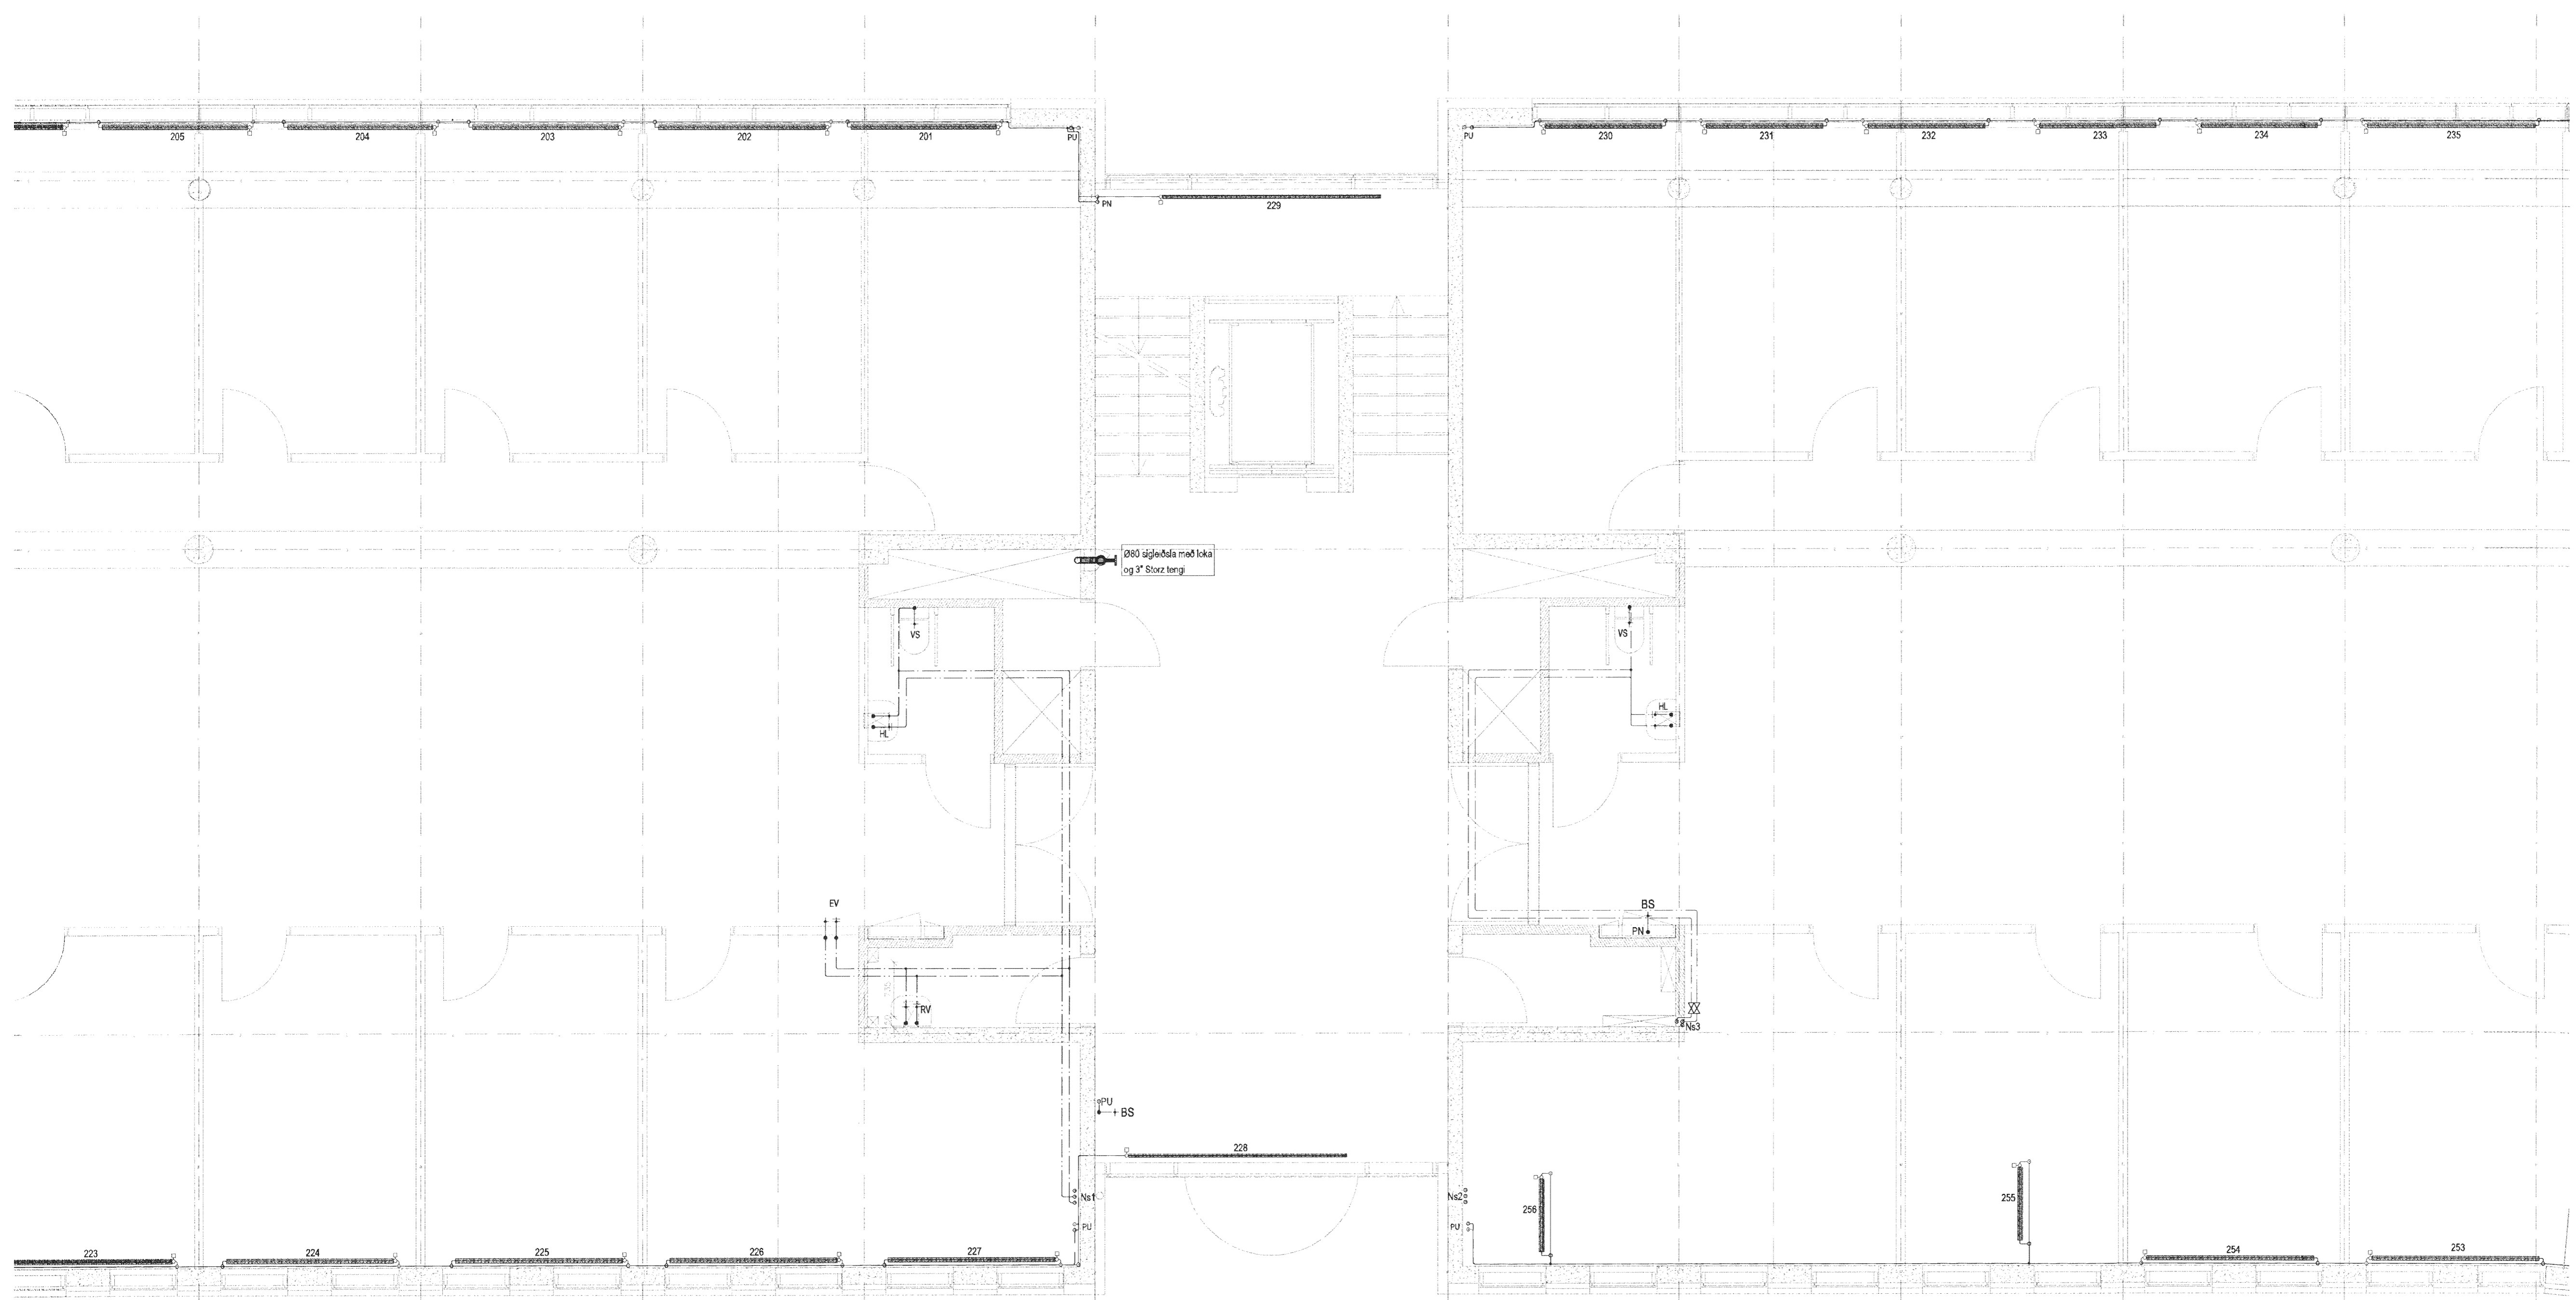 205 204 203 202 201 PU PU 230 231 232 233 234 235
PN 229
Ø80 sigleiðsla með loka
og 3" Storz tengi
VS VS
HL HL
EV BS
PN
RV
Ns3
PU
BS
228
Ns1 Ns2 256 255
PU PU
223 224 225 226 227 254 253